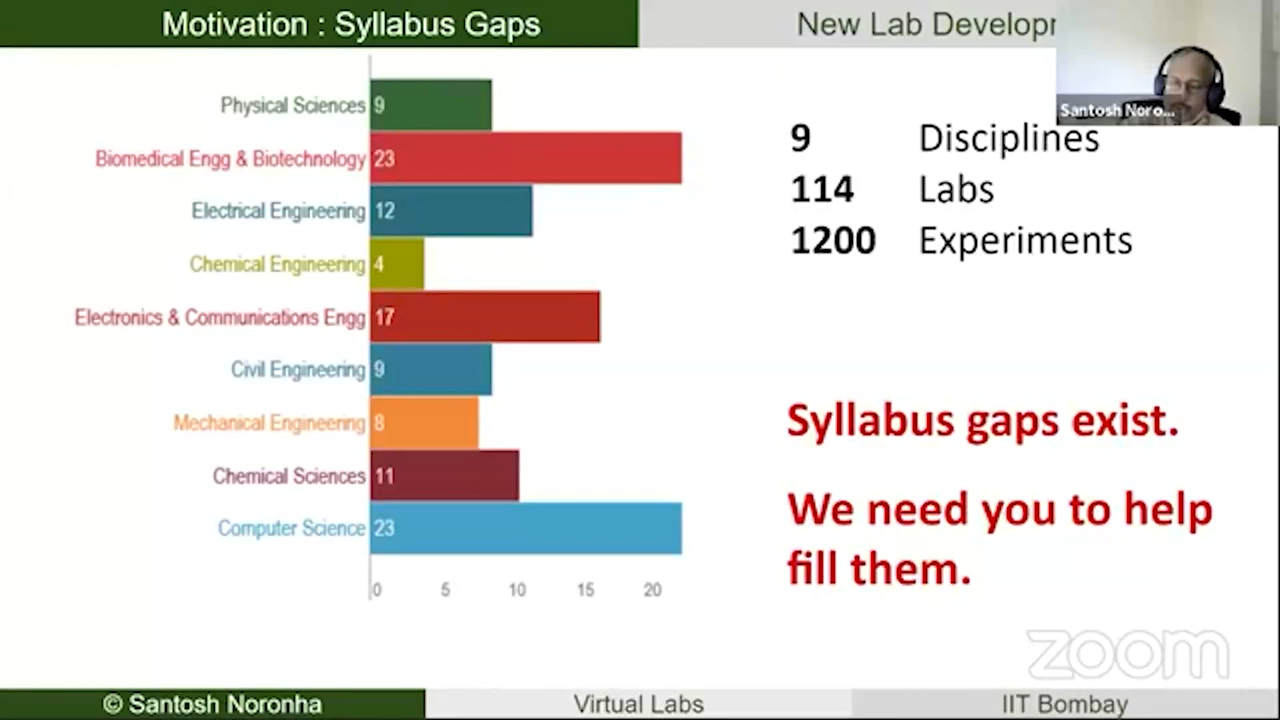 Motivation : Syllabus Gaps
New Lab Develop
Santosh Noro...
Physical Sciences 9
Biomedical Engg & Biotechnology 23
Electrical Engineering 12
Chemical Engineering 4
Electronics & Communications Engg 17
Civil Engineering 9
Mechanical Engineering 8
Chemical Sciences 11
Computer Science 23
0 5 10 15 20
9 Disciplines
114 Labs
1200 Experiments
Syllabus gaps exist.
We need you to help
fill them.
zoom
© Santosh Noronha
Virtual Labs
IIT Bombay